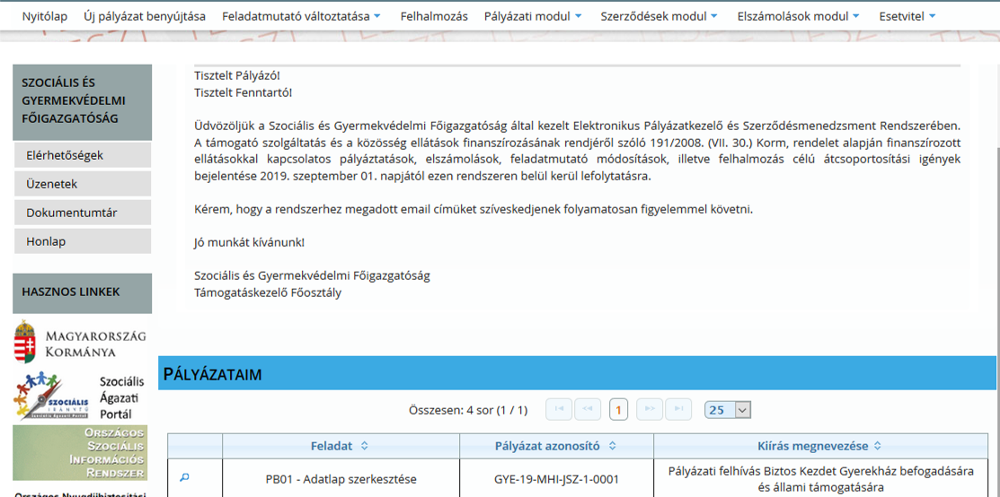 Nyitólap Új pályázat benyújtása Feladatmutató változtatása Felhalmozás Pályázati modul Szerződések modul Elszámolások modul Esetvitel
TESZT
SZOCIÁLIS ÉS
GYERMEKVÉDELMI
FŐIGAZGATÓSÁG
Elérhetőségek
Üzenetek
Dokumentumtár
Honlap
HASZNOS LINKEK
MAGYARORSZÁG
KORMÁNYA
Szociális
Ágazati
Portál
SZOCIÁLIS
IRÁNYTŰ
Szociális Ágazati Portál
ORSZÁGOS
SZOCIÁLIS
INFORMÁCIÓS
RENDSZER
Országos Nyugdíjbiztosítási
Tisztelt Pályázó!
Tisztelt Fenntartó!
Üdvözöljük a Szociális és Gyermekvédelmi Főigazgatóság által kezelt Elektronikus Pályázatkezelő és Szerződésmenedzsment Rendszerében.
A támogató szolgáltatás és a közösség ellátások finanszírozásának rendjéről szóló 191/2008. (VII. 30.) Korm, rendelet alapján finanszírozott
ellátásokkal kapcsolatos pályáztatások, elszámolások, feladatmutató módosítások, illetve felhalmozás célú átcsoportosítási igények
bejelentése 2019. szeptember 01. napjától ezen rendszeren belül kerül lefolytatásra.
Kérem, hogy a rendszerhez megadott email címüket szíveskedjenek folyamatosan figyelemmel követni.
Jó munkát kívánunk!
Szociális és Gyermekvédelmi Főigazgatóság
Támogatáskezelő Főosztály
PÁLYÁZATAIM
Összesen: 4 sor (1 / 1) 1 25
Feladat Pályázat azonosító Kiírás megnevezése
PB01 - Adatlap szerkesztése GYE-19-MHI-JSZ-1-0001 Pályázati felhívás Biztos Kezdet Gyerekház befogadására
és állami támogatására